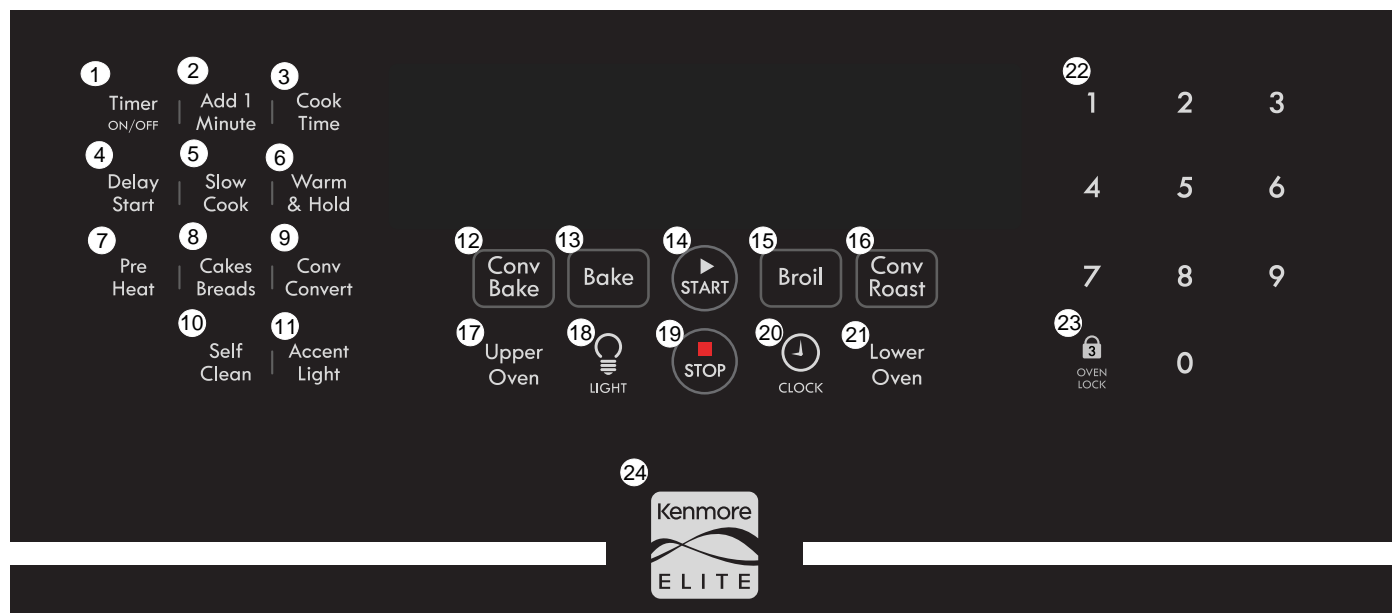 1
Timer
ON/OFF
2
Add 1
Minute
3
Cook
Time
4
Delay
Start
5
Slow
Cook
6
Warm
& Hold
7
Pre
Heat
8
Cakes
Breads
9
Conv
Convert
10
Self
Clean
11
Accent
Light
12
Conv
Bake
13
Bake
14
START
15
Broil
16
Conv
Roast
17
Upper
Oven
18
LIGHT
19
STOP
20
CLOCK
21
Lower
Oven
22
1 2 3
4 5 6
7 8 9
23
3
OVEN
LOCK
0
24
Kenmore
ELITE